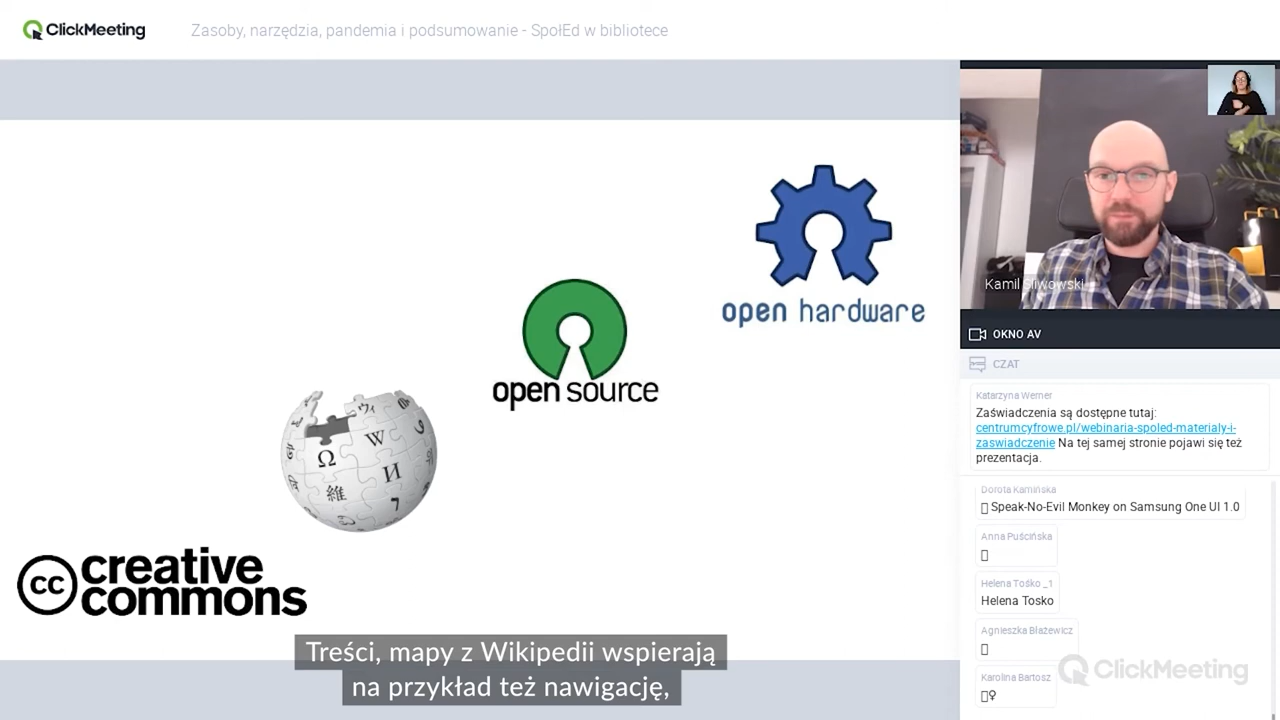 ClickMeeting
Zasoby, narzędzia, pandemia i podsumowanie - SpołEd w bibliotece
open hardware
open source
W
Ω
И
維
cc creative
commons
Treści, mapy z Wikipedii wspierają
na przykład też nawigację,
Kamil Śliwowski
OKNO AV
CZAT
Katarzyna Werner
Zaświadczenia są dostępne tutaj:
centrumcyfrowe.pl/webinaria-spoled-materialy-i-
zaswiadczenie Na tej samej stronie pojawi się też
prezentacja.
Dorota Kamińska
Speak-No-Evil Monkey on Samsung One UI 1.0
Anna Puścińska
Helena Tośko _1
Helena Tosko
Agnieszka Błażewicz
Karolina Bartosz
ClickMeeting